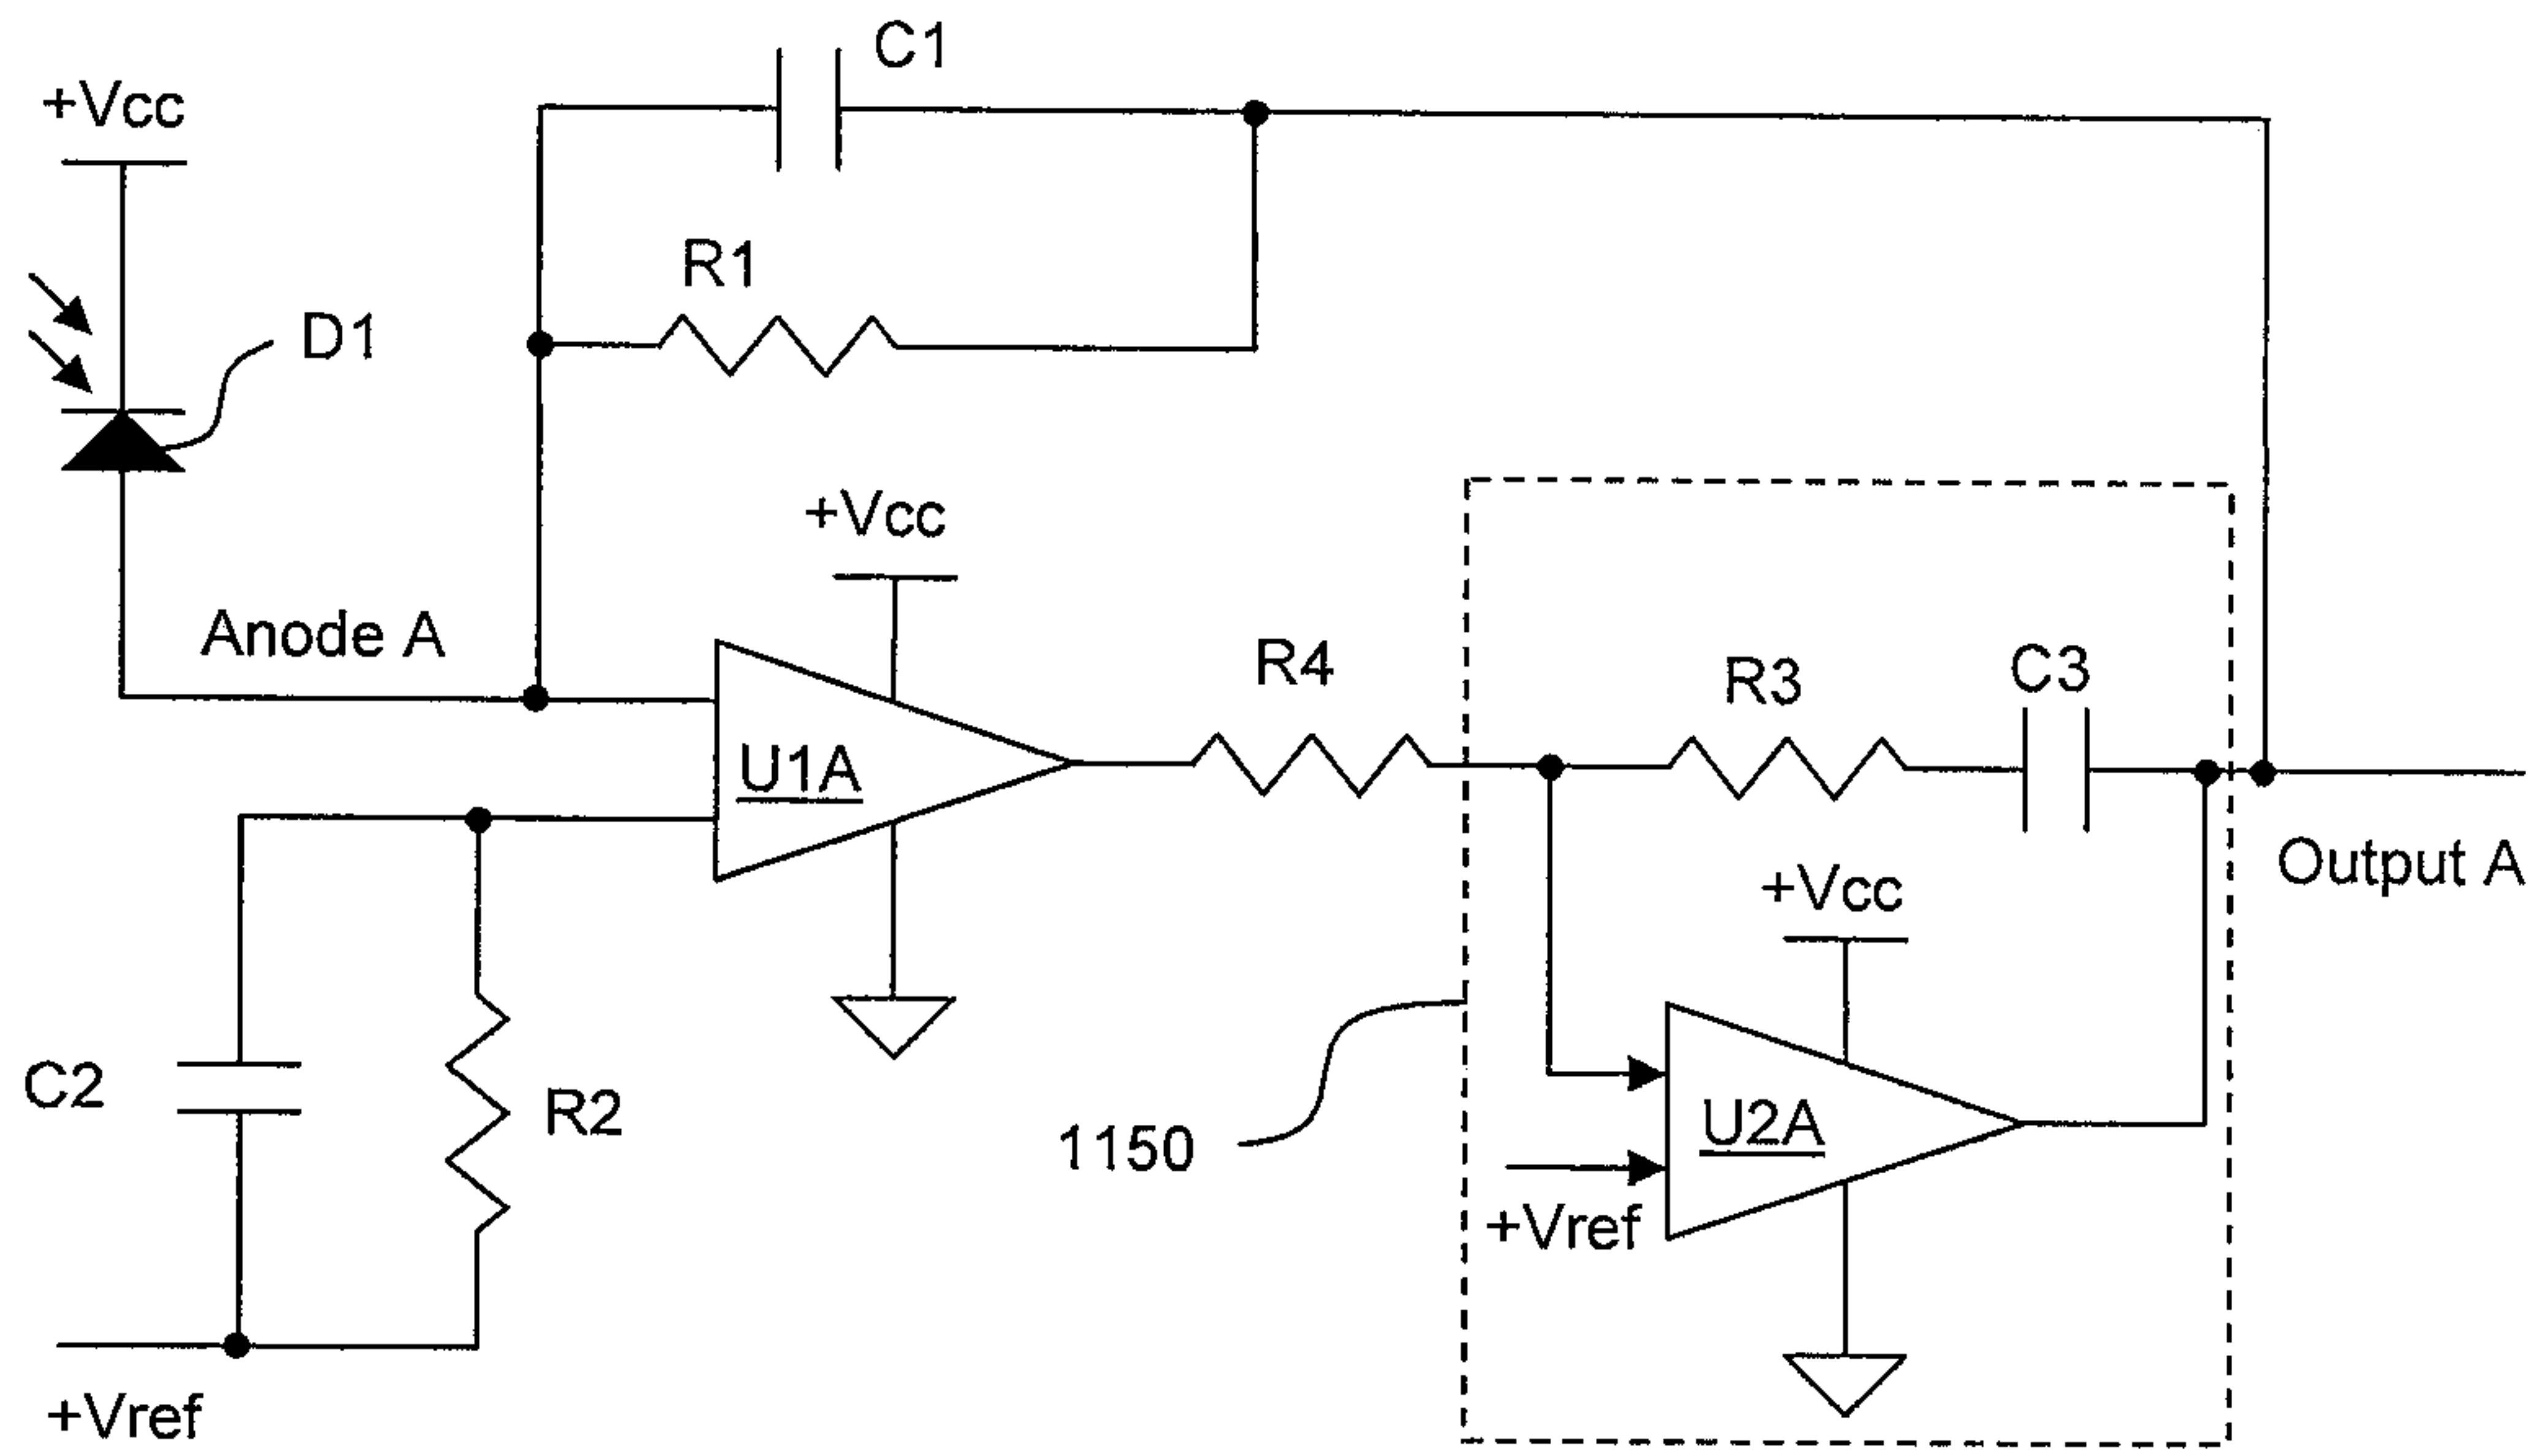 C1
+Vcc
R1
D1
+Vcc
Anode A
R4
R3
C3
U1A
Output A
+Vcc
C2
R2
U2A
1150
+Vref
+Vref